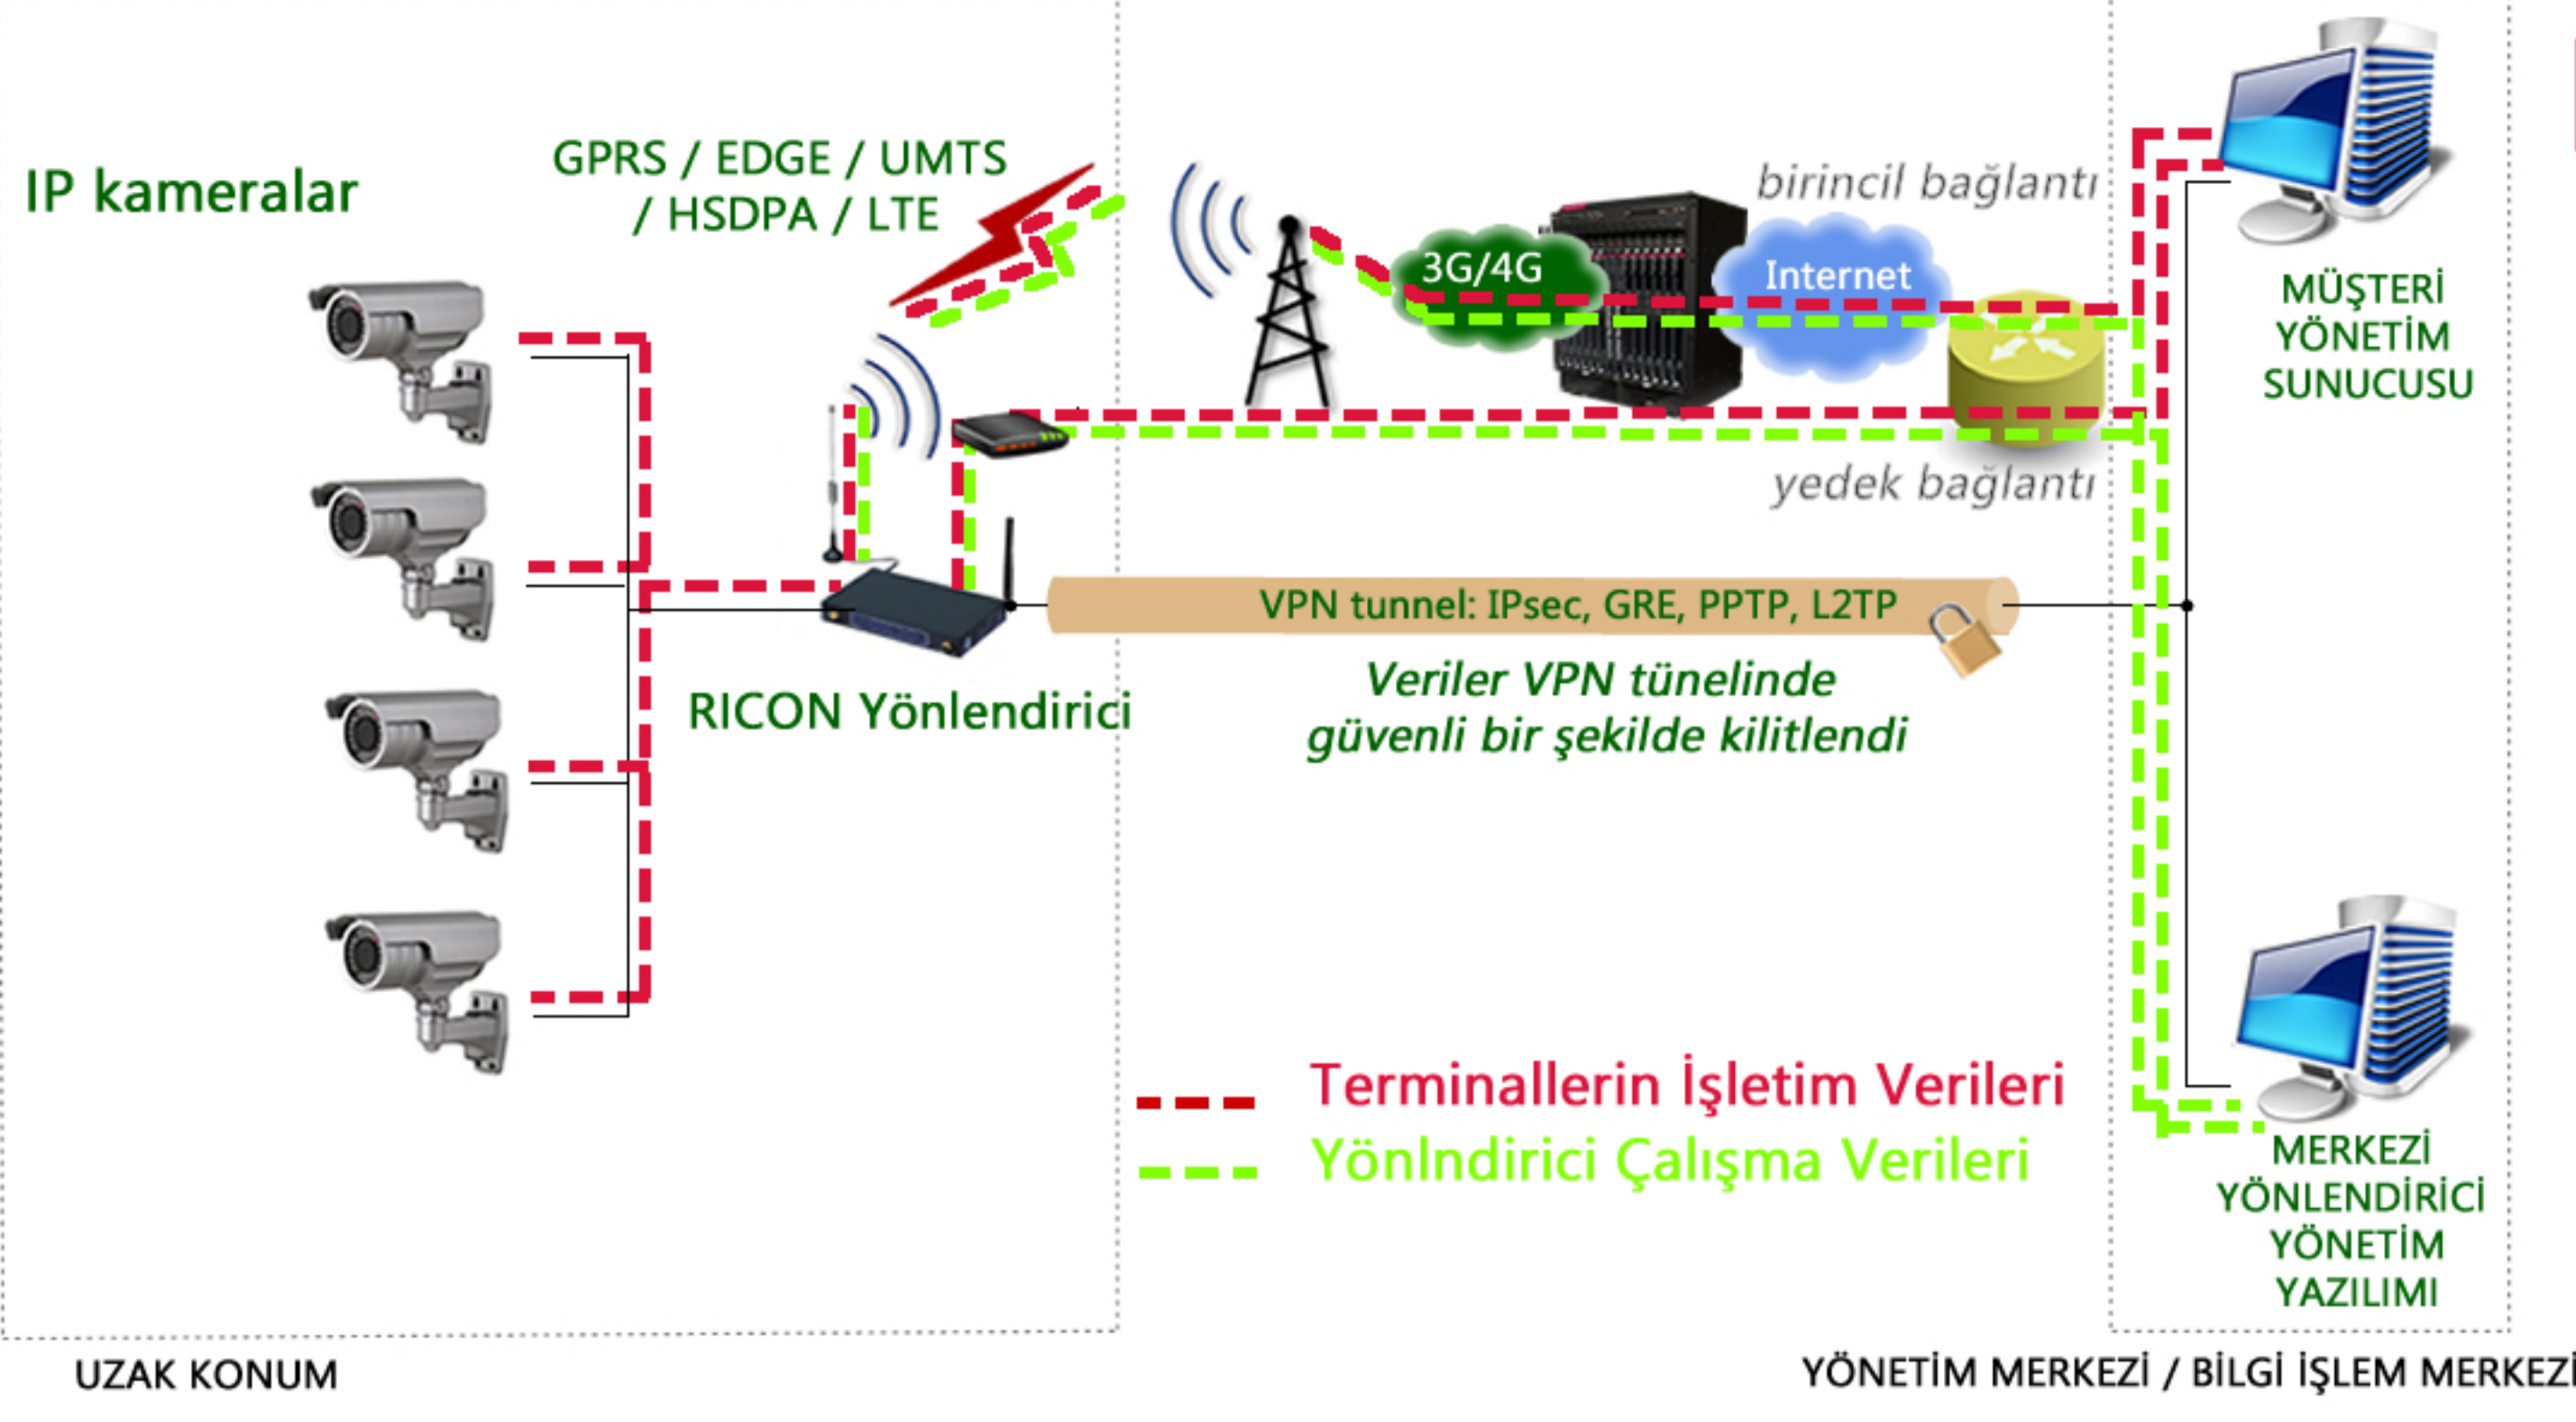 IP kameralar
GPRS / EDGE / UMTS
/ HSDPA / LTE
3G/4G
Internet
birincil bağlantı
yedek bağlantı
MÜŞTERİ
YÖNETİM
SUNUCUSU
VPN tunnel: IPsec, GRE, PPTP, L2TP
Veriler VPN tünelinde
güvenli bir şekilde kilitlendi
RICON Yönlendirici
Terminallerin İşletim Verileri
Yönlndirici Çalışma Verileri
MERKEZİ
YÖNLENDİRİCİ
YÖNETİM
YAZILIMI
UZAK KONUM
YÖNETİM MERKEZİ / BİLGİ İŞLEM MERKEZİ